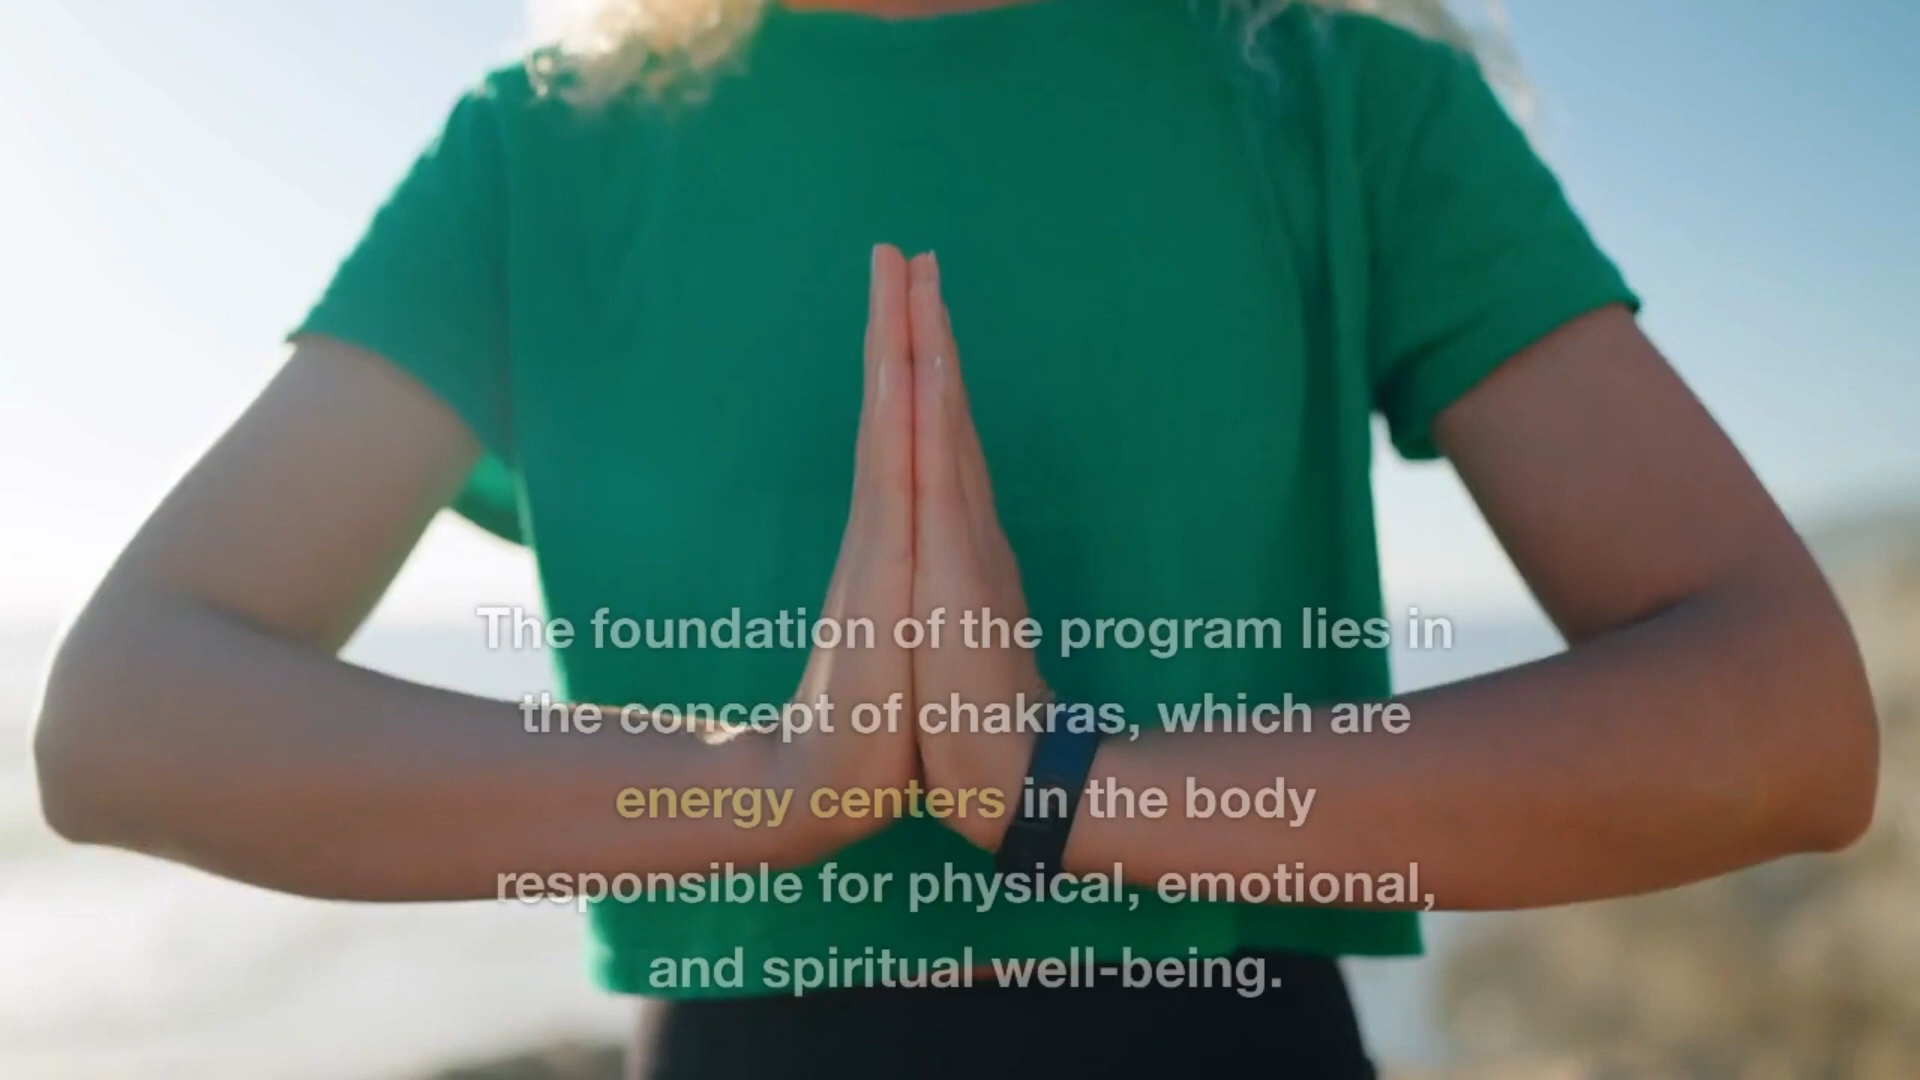 The foundation of the program lies in
the concept of chakras, which are
energy centers in the body
responsible for physical, emotional,
and spiritual well-being.